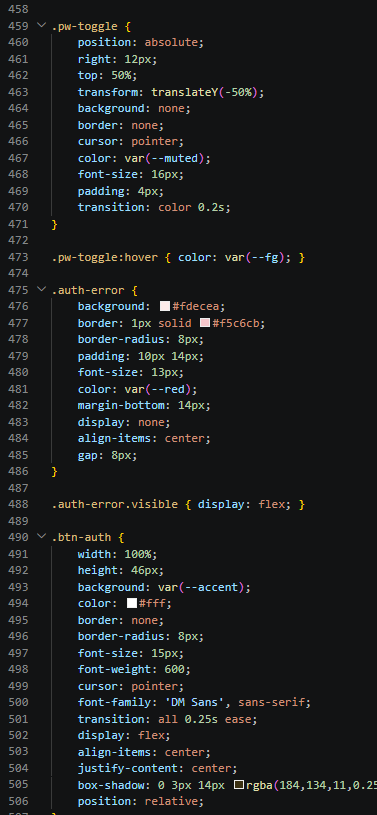 458
459 .pw-toggle {
460 position: absolute;
461 right: 12px;
462 top: 50%;
463 transform: translateY(-50%);
464 background: none;
465 border: none;
466 cursor: pointer;
467 color: var(--muted);
468 font-size: 16px;
469 padding: 4px;
470 transition: color 0.2s;
471 }
472
473 .pw-toggle:hover { color: var(--fg); }
474
475 .auth-error {
476 background: #fdecea;
477 border: 1px solid #f5c6cb;
478 border-radius: 8px;
479 padding: 10px 14px;
480 font-size: 13px;
481 color: var(--red);
482 margin-bottom: 14px;
483 display: none;
484 align-items: center;
485 gap: 8px;
486 }
487
488 .auth-error.visible { display: flex; }
489
490 .btn-auth {
491 width: 100%;
492 height: 46px;
493 background: var(--accent);
494 color: #fff;
495 border: none;
496 border-radius: 8px;
497 font-size: 15px;
498 font-weight: 600;
499 cursor: pointer;
500 font-family: 'DM Sans', sans-serif;
501 transition: all 0.25s ease;
502 display: flex;
503 align-items: center;
504 justify-content: center;
505 box-shadow: 0 3px 14px rgba(184,134,11,0.25
506 position: relative;